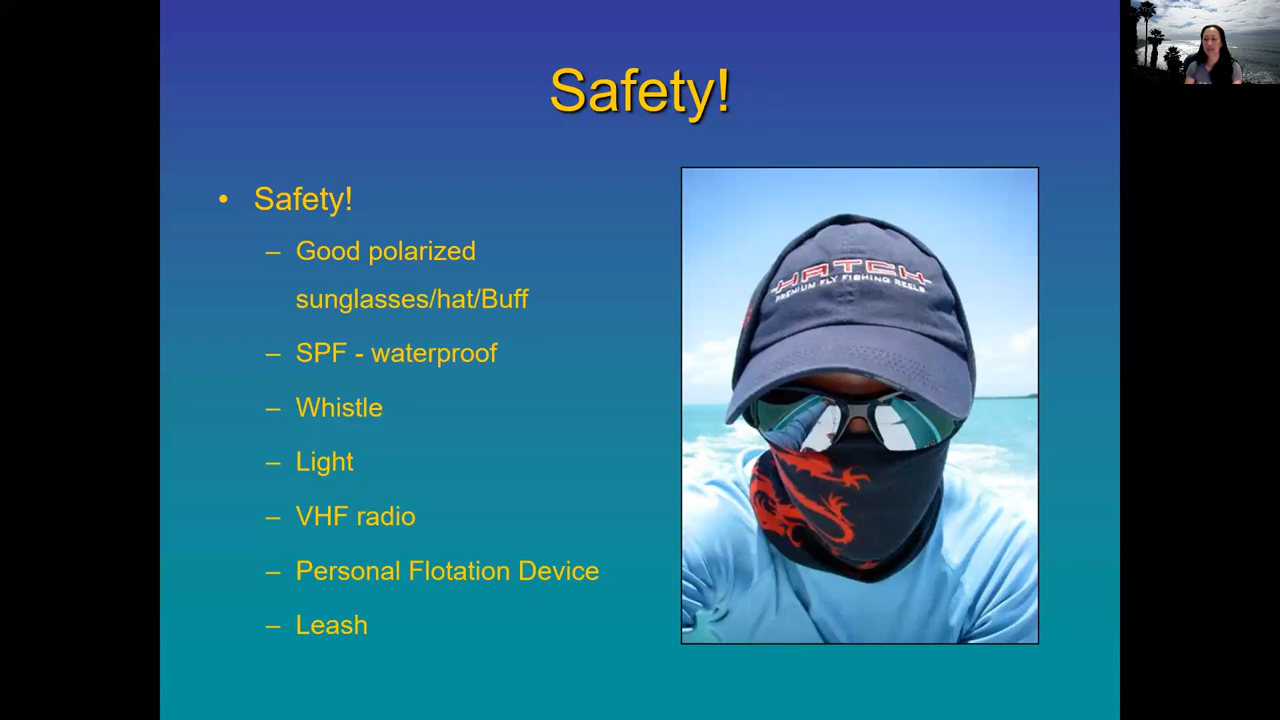 Safety!
• Safety!
– Good polarized
sunglasses/hat/Buff
– SPF - waterproof
– Whistle
– Light
– VHF radio
– Personal Flotation Device
– Leash
HATCH
PREMIUM FLY FISHING REELS